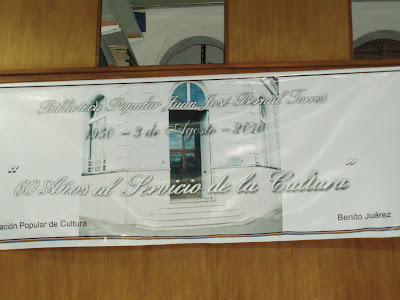 Biblioteca Popular Juan José Bernal Torres
1950 - 3 de Agosto - 2010
"60 Años al Servicio de la Cultura"
ación Popular de Cultura
Benito Juárez